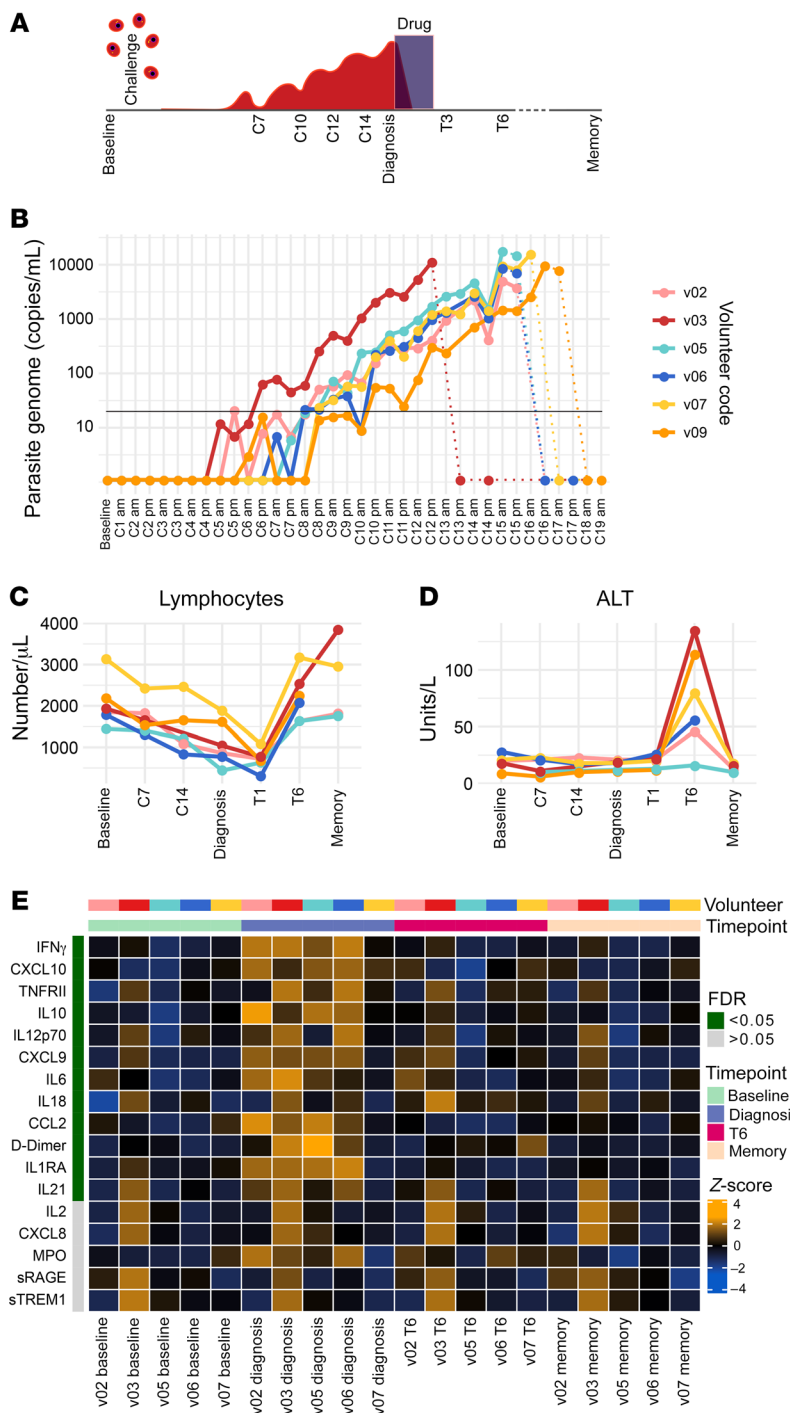 A
Challenge
Drug
Baseline
C7
C10
C12
C14
Diagnosis
T3
T6
Memory
B
Parasite genome (copies/mL)
10000
1000
100
10
Baseline
C1 am
C2 am
C2 pm
C3 am
C3 pm
C4 am
C4 pm
C5 am
C5 pm
C6 am
C6 pm
C7 am
C7 pm
C8 am
C8 pm
C9 am
C9 pm
C10 am
C10 pm
C11 am
C11 pm
C12 am
C12 pm
C13 am
C13 pm
C14 am
C14 pm
C15 am
C15 pm
C16 am
C16 pm
C17 am
C17 pm
C18 am
C19 am
v02
v03
v05
v06
v07
v09
Volunteer code
C
Lymphocytes
Number/μL
4000
3000
2000
1000
Baseline
C7
C14
Diagnosis
T1
T6
Memory
D
ALT
Units/L
100
50
0
Baseline
C7
C14
Diagnosis
T1
T6
Memory
E
Volunteer
Timepoint
IFNγ
CXCL10
TNFRII
IL10
IL12p70
CXCL9
IL6
IL18
CCL2
D-Dimer
IL1RA
IL21
IL2
CXCL8
MPO
sRAGE
sTREM1
v02 baseline
v03 baseline
v05 baseline
v06 baseline
v07 baseline
v02 diagnosis
v03 diagnosis
v05 diagnosis
v06 diagnosis
v07 diagnosis
v02 T6
v03 T6
v05 T6
v06 T6
v07 T6
v02 memory
v03 memory
v05 memory
v06 memory
v07 memory
FDR
<0.05
>0.05
Timepoint
Baseline
Diagnosi
T6
Memory
Z-score
4
2
0
−2
−4